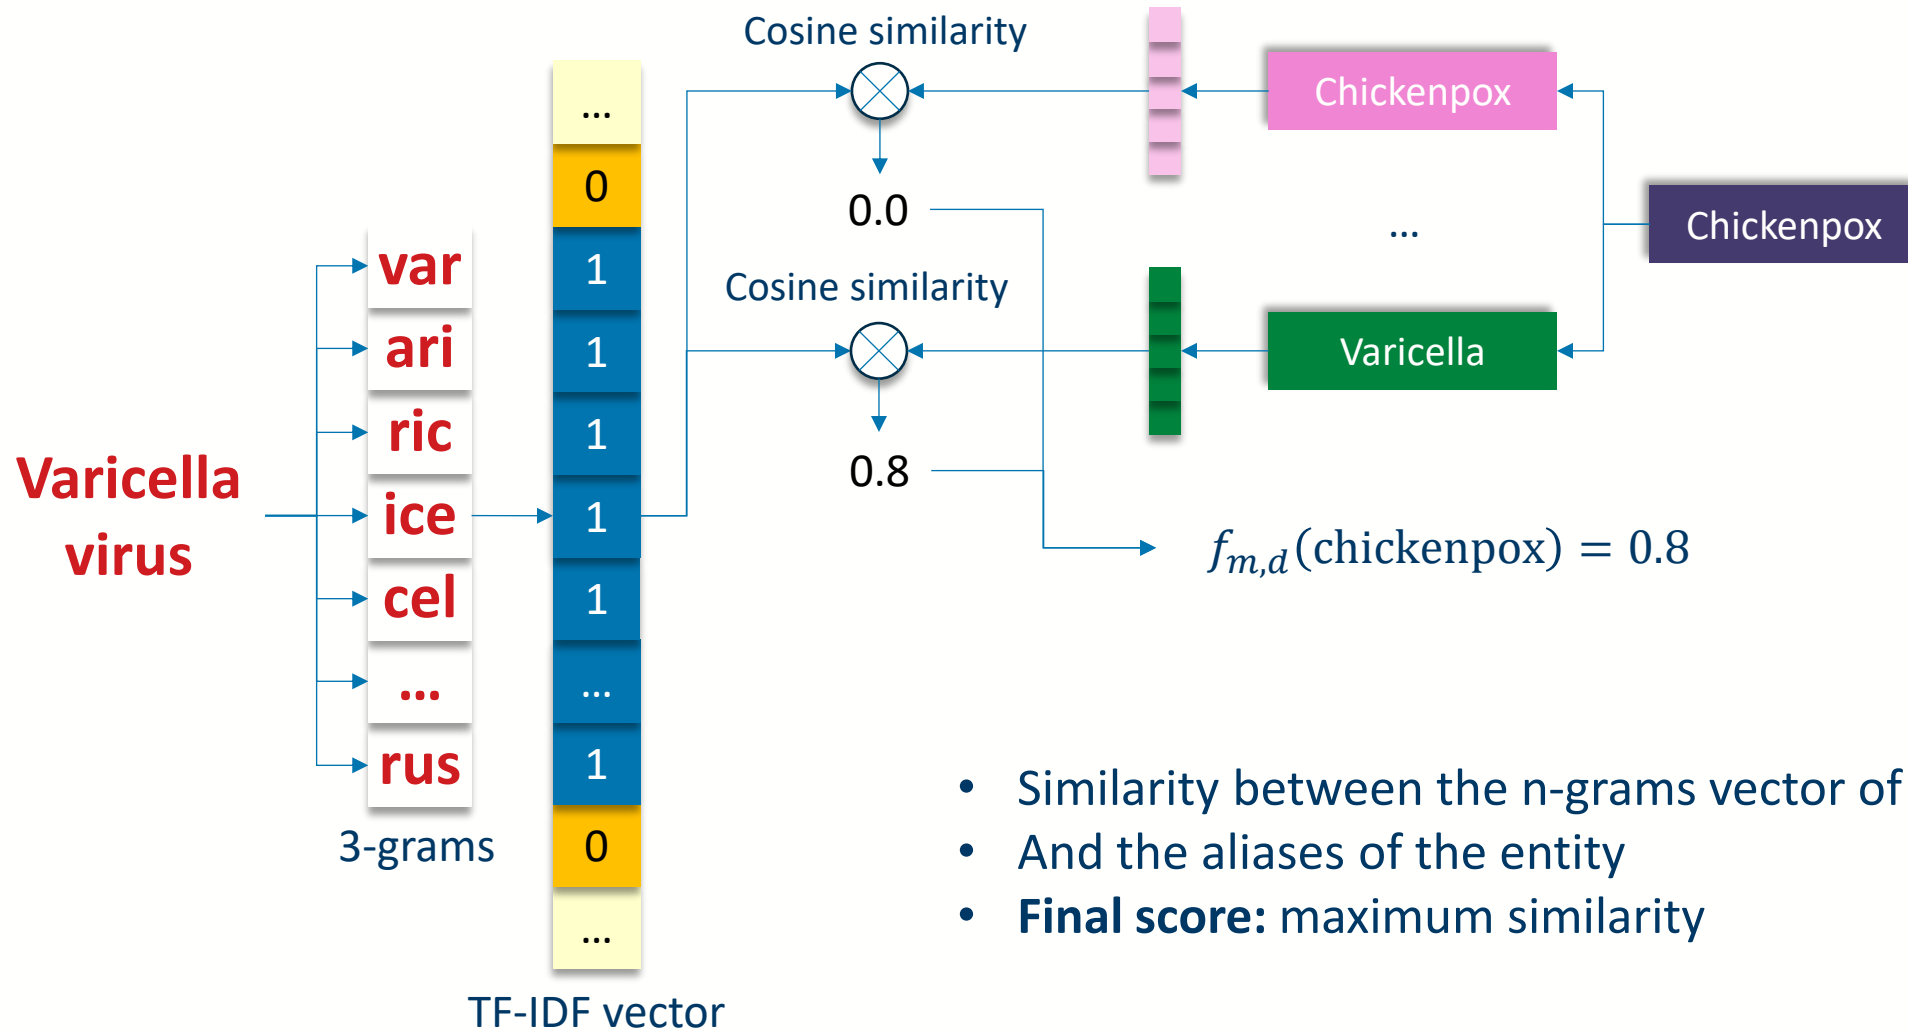 Varicella
virus
var
ari
ric
ice
cel
...
rus
3-grams
...
0
1
1
1
1
1
...
1
0
...
TF-IDF vector
Cosine similarity
0.0
Cosine similarity
0.8
Chickenpox
...
Varicella
Chickenpox
f_{m,d}(chickenpox) = 0.8
• Similarity between the n-grams vector of
• And the aliases of the entity
• Final score: maximum similarity